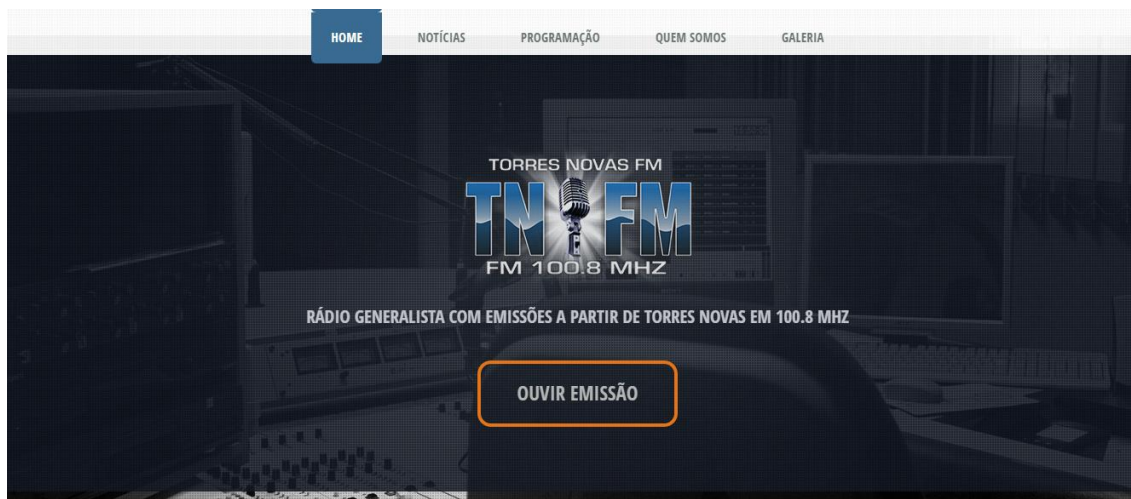 HOME
NOTÍCIAS
PROGRAMAÇÃO
QUEM SOMOS
GALERIA
TORRES NOVAS FM
TN FM
FM 100.8 MHZ
RÁDIO GENERALISTA COM EMISSÕES A PARTIR DE TORRES NOVAS EM 100.8 MHZ
OUVIR EMISSÃO